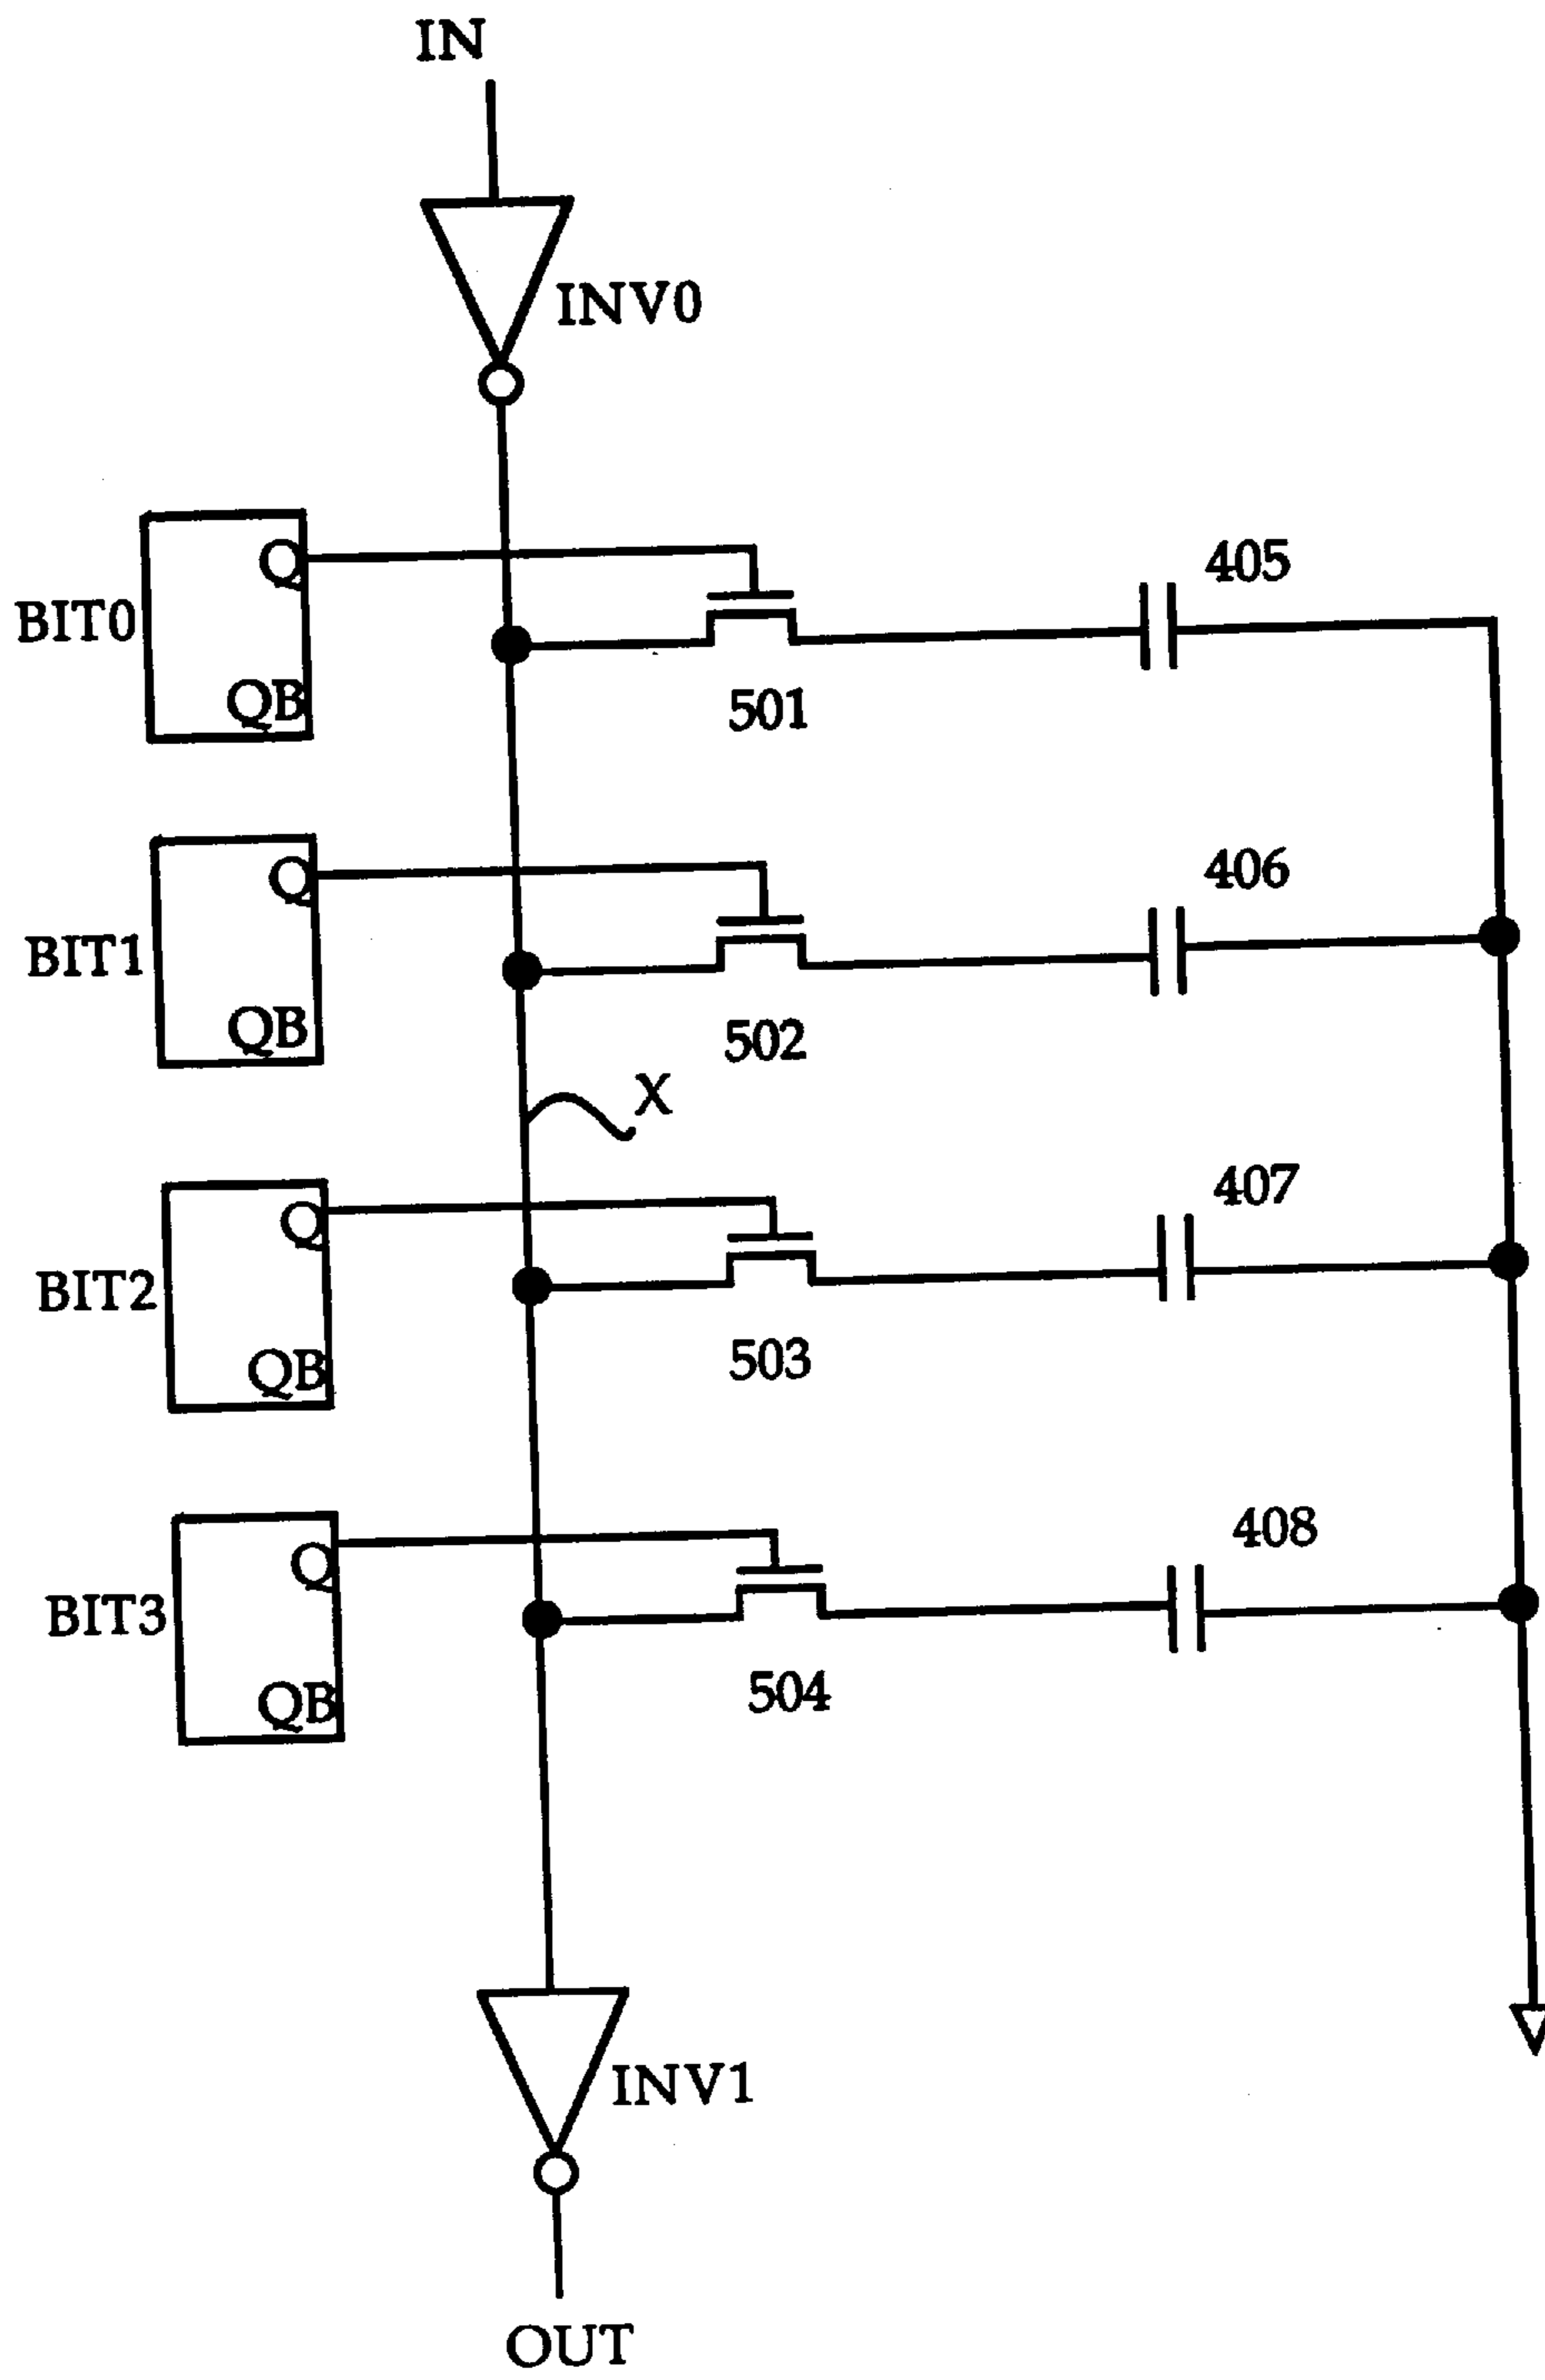 IN
INV0
Q
405
BIT0
QB
501
Q
406
BIT1
QB
502
X
Q
407
BIT2
QB
503
Q
408
BIT3
QB
504
INV1
OUT